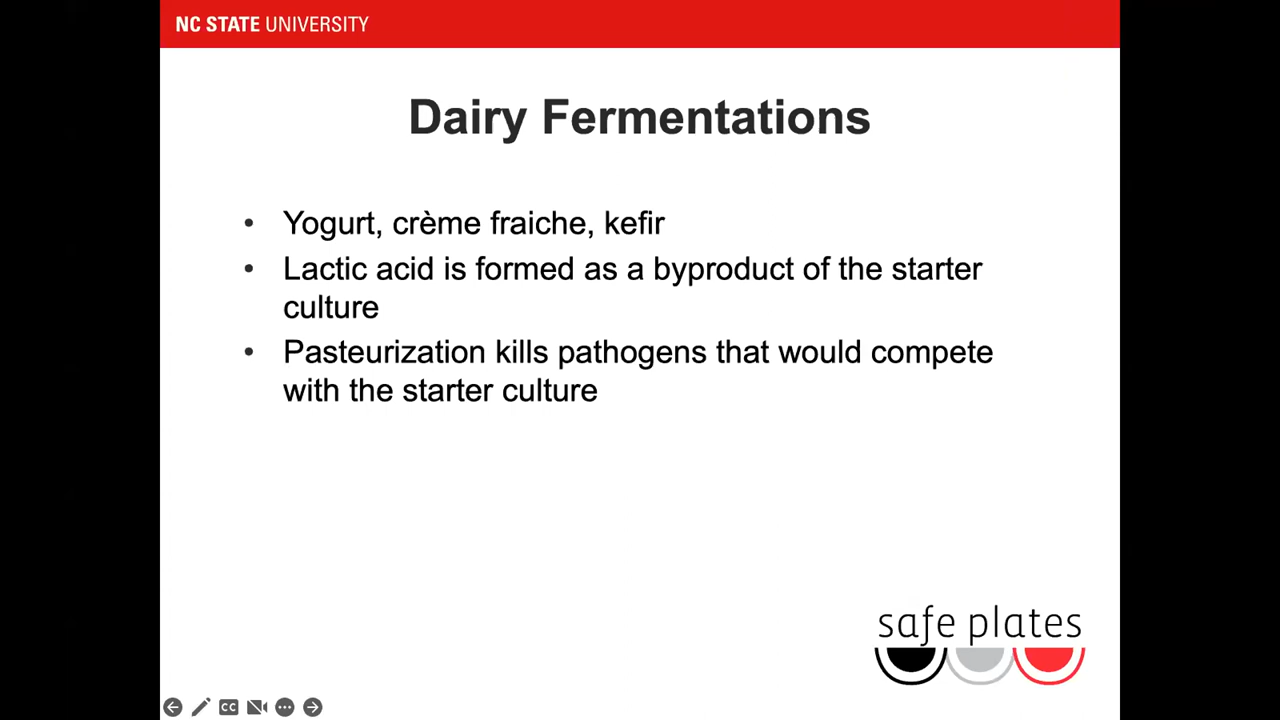 NC STATE UNIVERSITY
Dairy Fermentations
• Yogurt, crème fraiche, kefir
• Lactic acid is formed as a byproduct of the starter
culture
• Pasteurization kills pathogens that would compete
with the starter culture
safe plates
CC